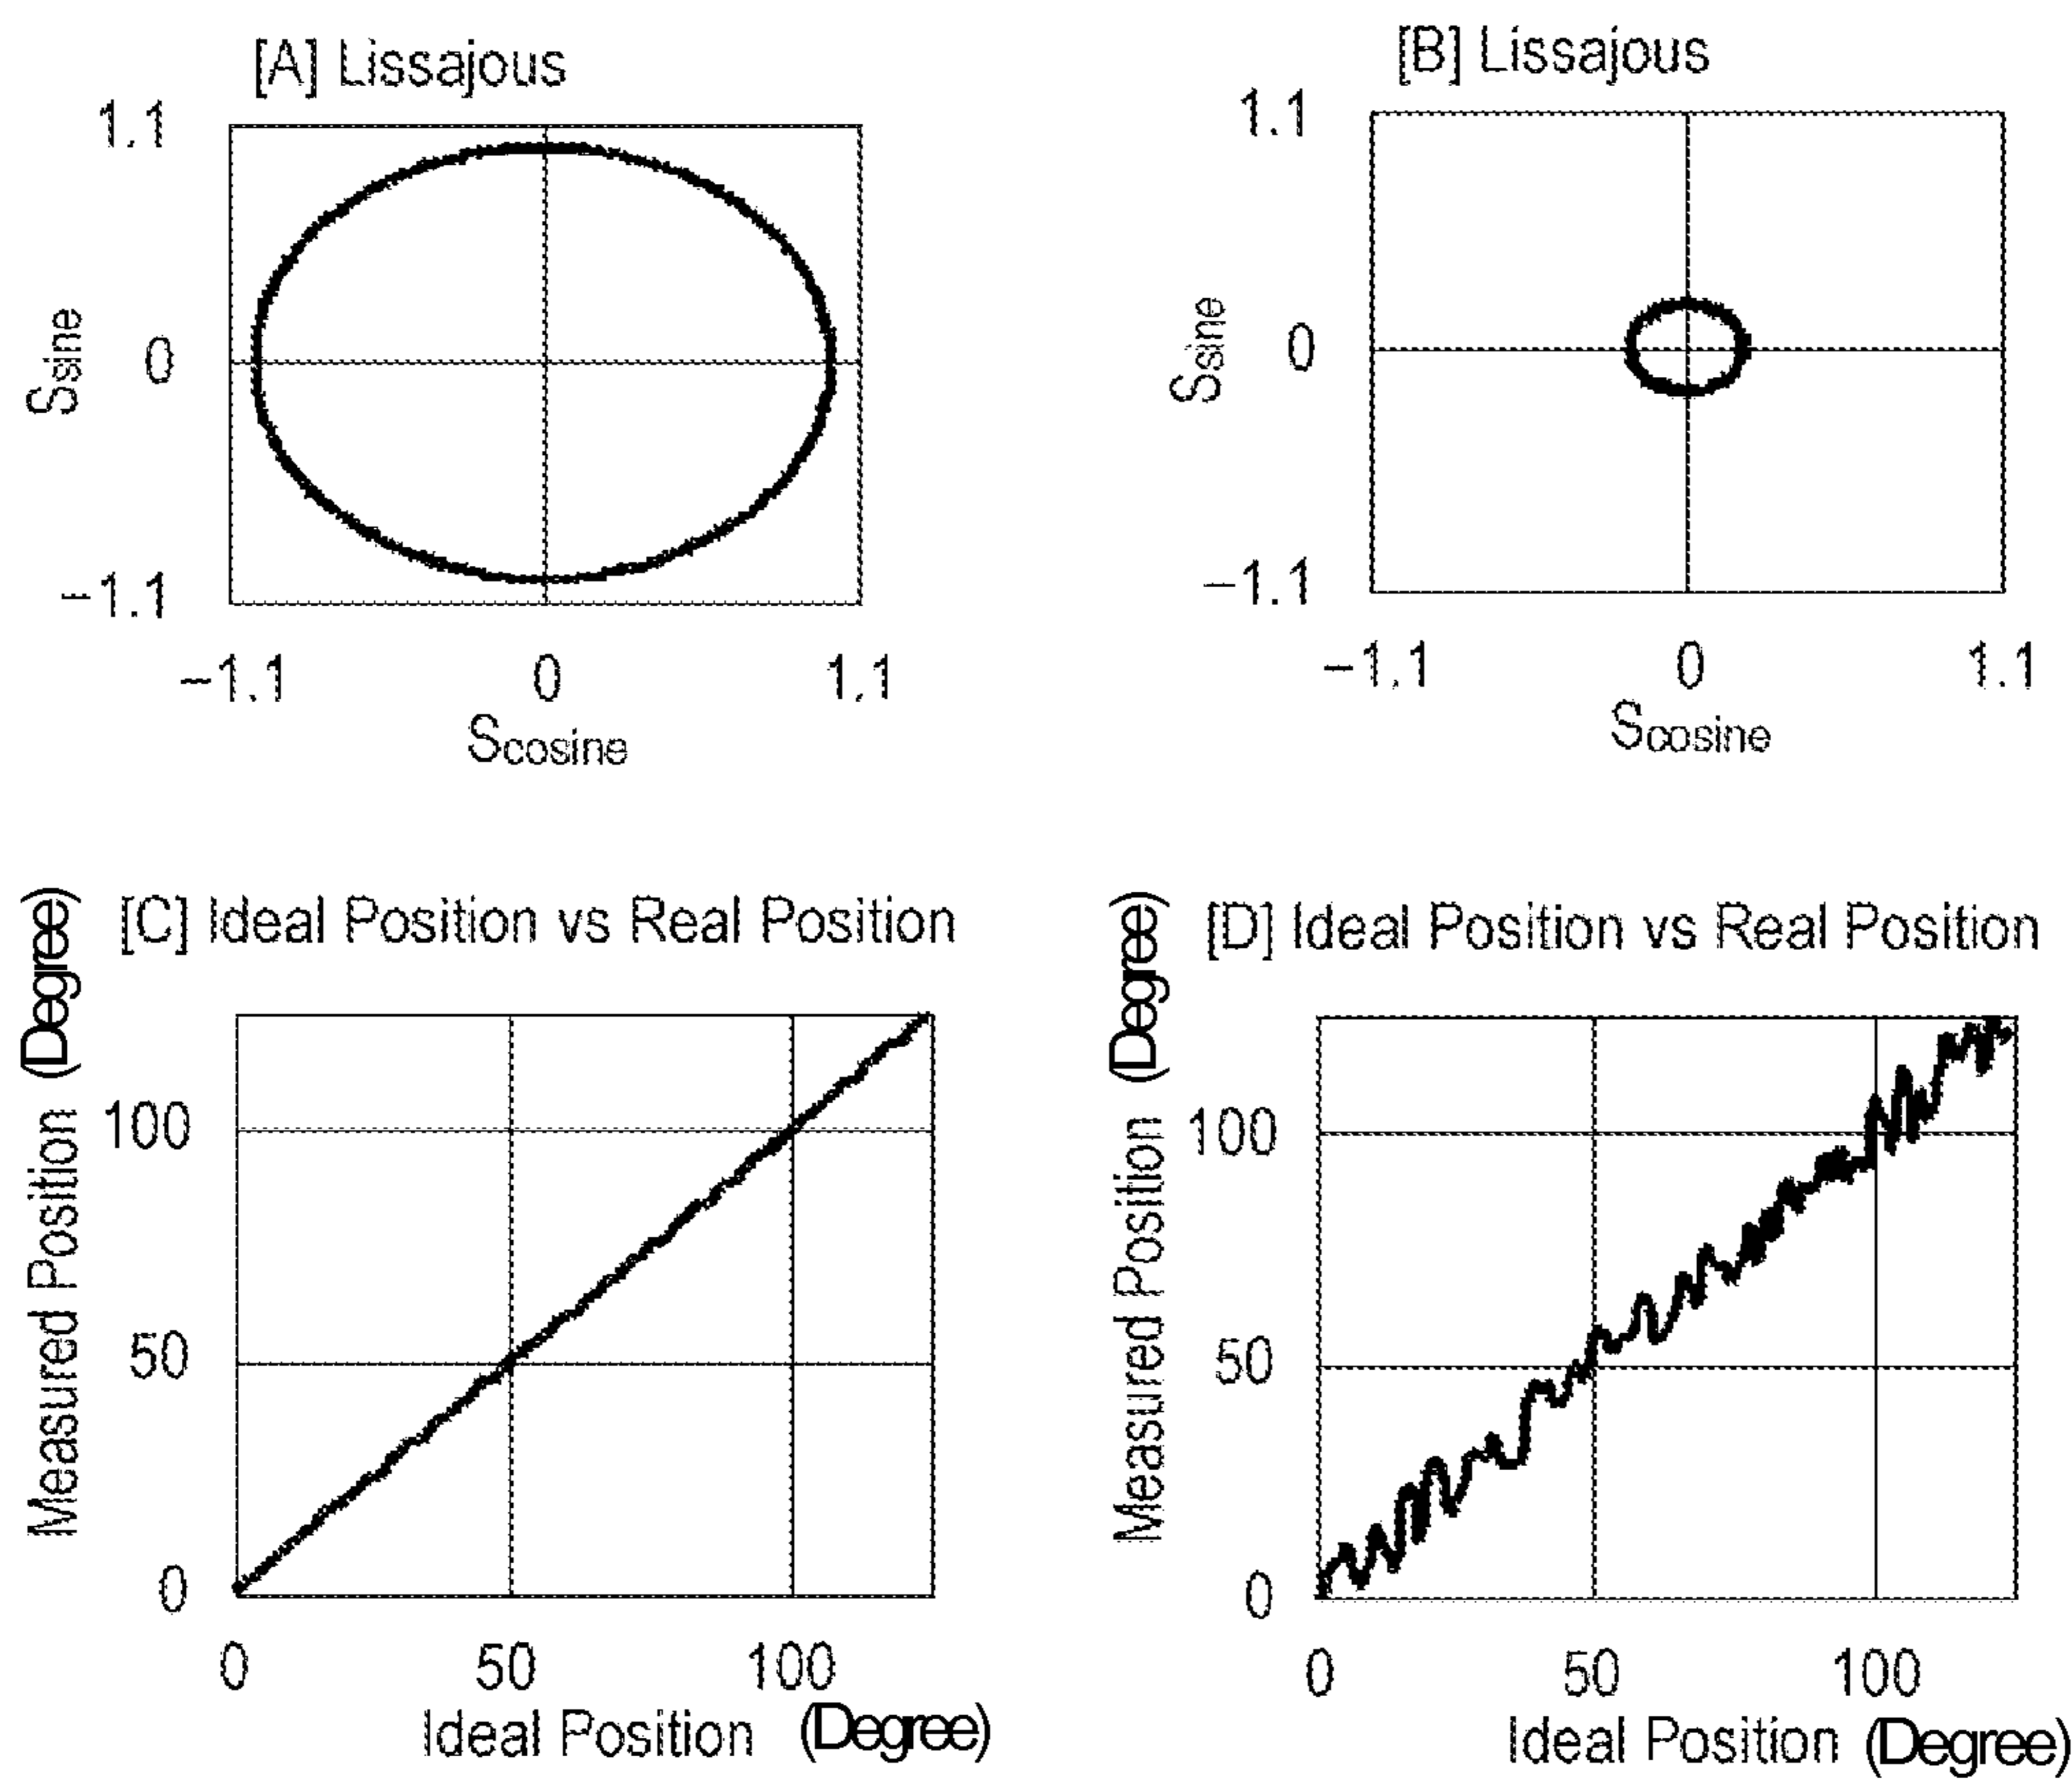 [A] Lissajous
1.1
0
-1.1
Ssine
-1.1 0 1.1
Scosine
[B] Lissajous
1.1
0
-1.1
Ssine
-1.1 0 1.1
Scosine
[C] Ideal Position vs Real Position
Measured Position (Degree)
100
50
0
0 50 100
Ideal Position (Degree)
[D] Ideal Position vs Real Position
Measured Position (Degree)
100
50
0
0 50 100
Ideal Position (Degree)